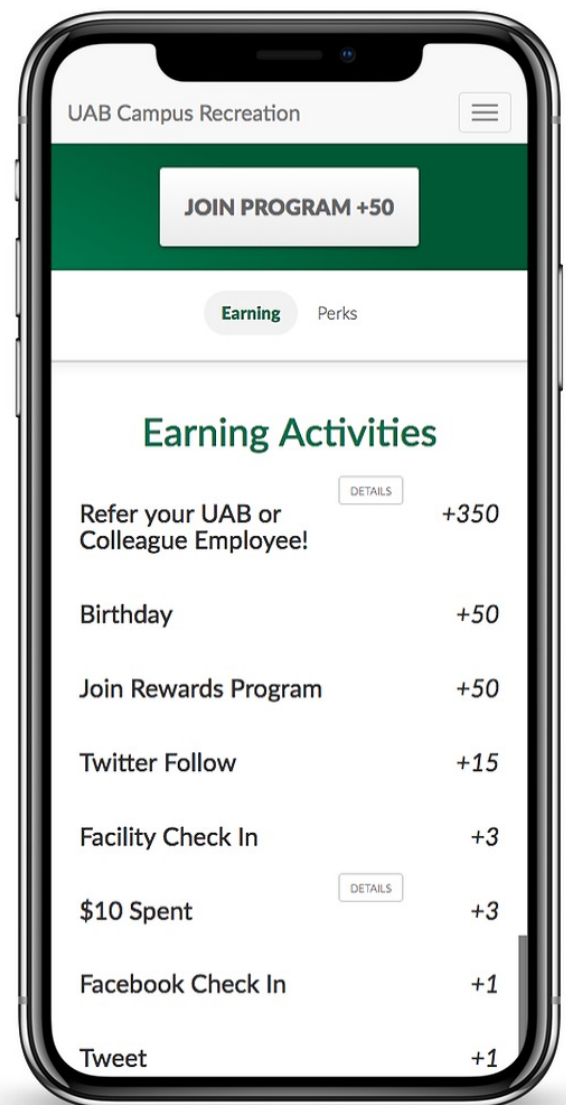 UAB Campus Recreation
JOIN PROGRAM +50
Earning Perks
Earning Activities
DETAILS
Refer your UAB or +350
Colleague Employee!
Birthday +50
Join Rewards Program +50
Twitter Follow +15
Facility Check In +3
DETAILS
$10 Spent +3
Facebook Check In +1
Tweet +1